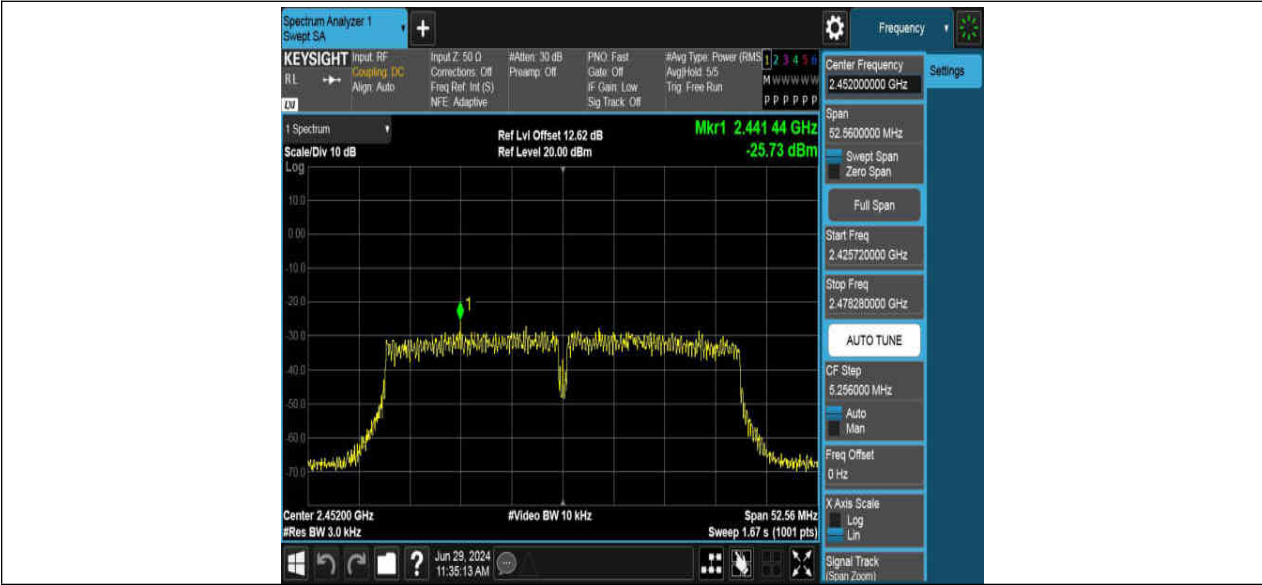 Spectrum Analyzer 1
Swept SA
+
Frequency
KEYSIGHT
RL
LXI
Input: RF
Coupling: DC
Align: Auto
Input Z: 50 Ω
Corrections: Off
Freq Ref: Int (S)
NFE: Adaptive
#Atten: 30 dB
Preamp: Off
PNO: Fast
Gate: Off
IF Gain: Low
Sig Track: Off
#Avg Type: Power (RMS
Avg|Hold: 5/5
Trig: Free Run
1 2 3 4 5 6
M W W W W W
P P P P P P
1 Spectrum
Scale/Div 10 dB
Log
Ref Lvl Offset 12.62 dB
Ref Level 20.00 dBm
Mkr1 2.441 44 GHz
-25.73 dBm
10.0
0.00
-10.0
-20.0
-30.0
-40.0
-50.0
-60.0
-70.0
1
Center 2.45200 GHz
#Res BW 3.0 kHz
#Video BW 10 kHz
Span 52.56 MHz
Sweep 1.67 s (1001 pts)
Jun 29, 2024
11:35:13 AM
?
Center Frequency
2.452000000 GHz
Settings
Span
52.5600000 MHz
Swept Span
Zero Span
Full Span
Start Freq
2.425720000 GHz
Stop Freq
2.478280000 GHz
AUTO TUNE
CF Step
5.256000 MHz
Auto
Man
Freq Offset
0 Hz
X Axis Scale
Log
Lin
Signal Track
(Span Zoom)